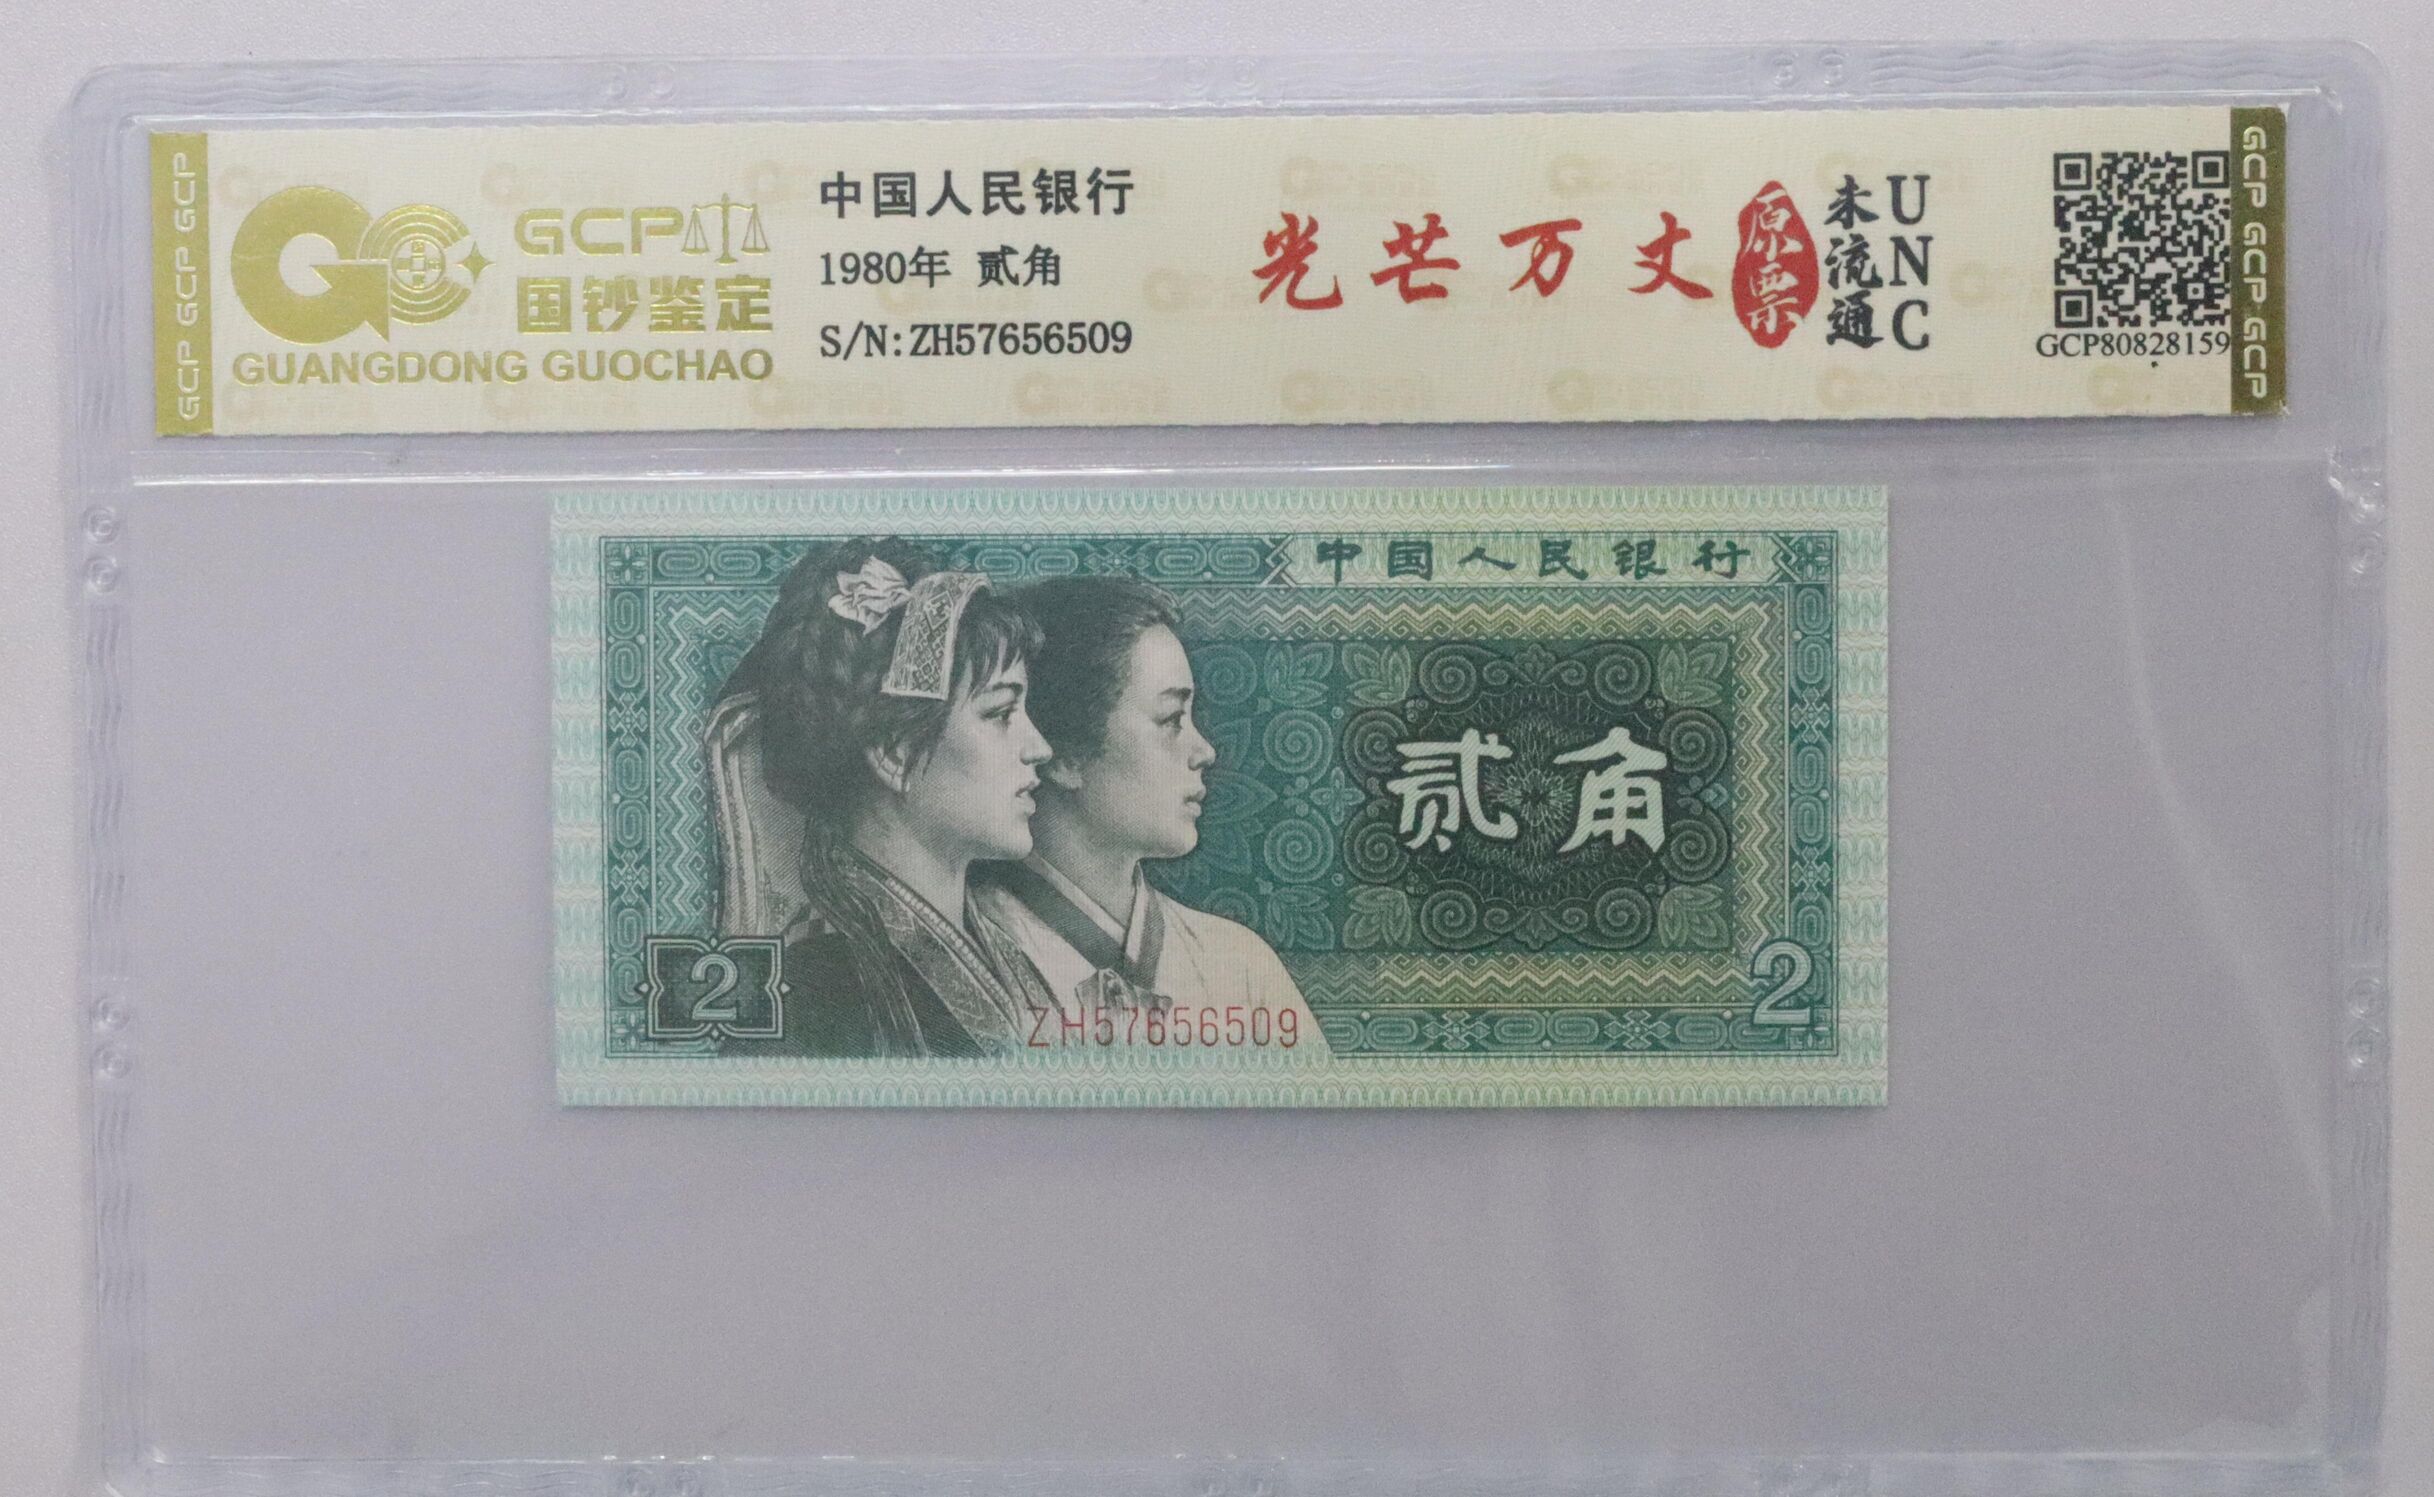 GCP GCP GCP
GCP
国钞鉴定
GUANGDONG GUOCHAO
中国人民银行
1980年 贰角
S/N:ZH57656509
光芒万丈
原票
未流通
UNC
GCP80828159
GCP GCP GCP
中国人民银行
贰角
2
2
ZH57656509